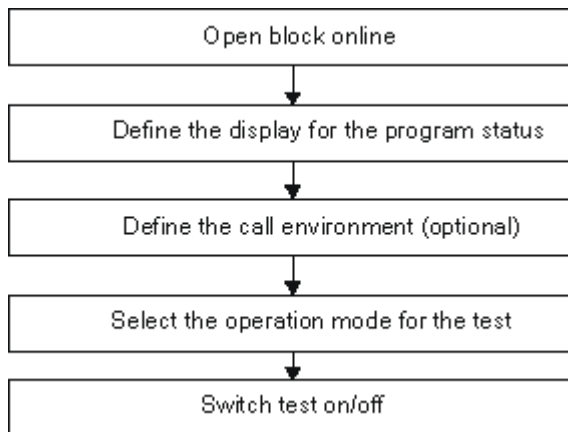 Open block online
Define the display for the program status
Define the call environment (optional)
Select the operation mode for the test
Switch test on/off